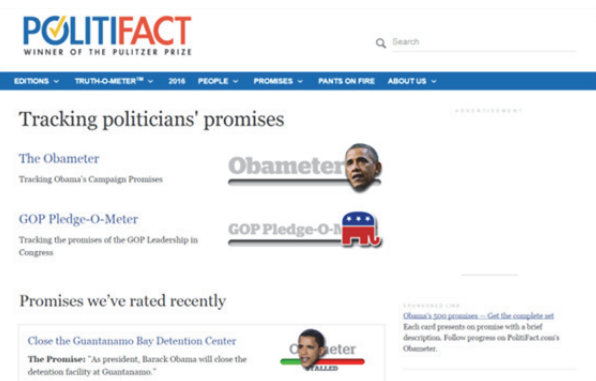 POLITIFACT
WINNER OF THE PULITZER PRIZE
Search
EDITIONS TRUTH-O-METER™ 2016 PEOPLE PROMISES PANTS ON FIRE ABOUT US
ADVERTISEMENT
Tracking politicians' promises
The Obameter
Tracking Obama's Campaign Promises
Obameter
GOP Pledge-O-Meter
Tracking the promises of the GOP Leadership in
Congress
GOP Pledge-O-M
Promises we've rated recently
SPONSORED LINK
Obama's 500 promises -- Get the complete set
Each card presents on promise with a brief
description. Follow progress on PolitiFact.com's
Obameter.
Close the Guantanamo Bay Detention Center
The Promise: "As president, Barack Obama will close the
detention facility at Guantanamo."
O meter
STALLED